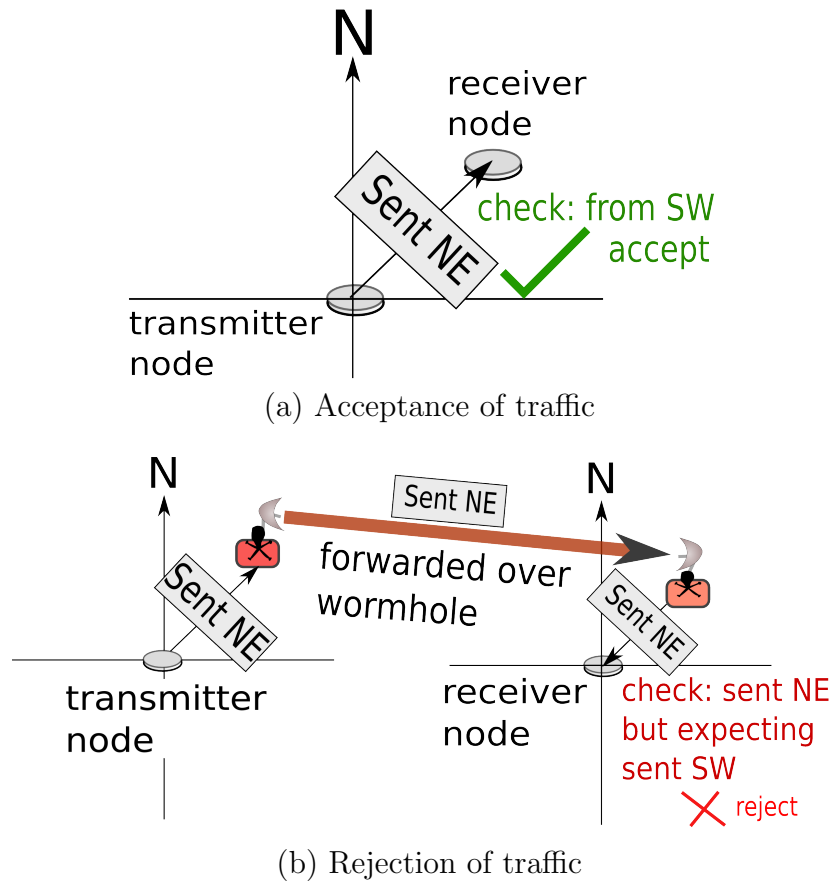 N
receiver
node
Sent NE
check: from SW
accept
transmitter
node
(a) Acceptance of traffic
N
Sent NE
N
forwarded over
wormhole
Sent NE
Sent NE
transmitter
node
receiver
node
check: sent NE
but expecting
sent SW
reject
(b) Rejection of traffic